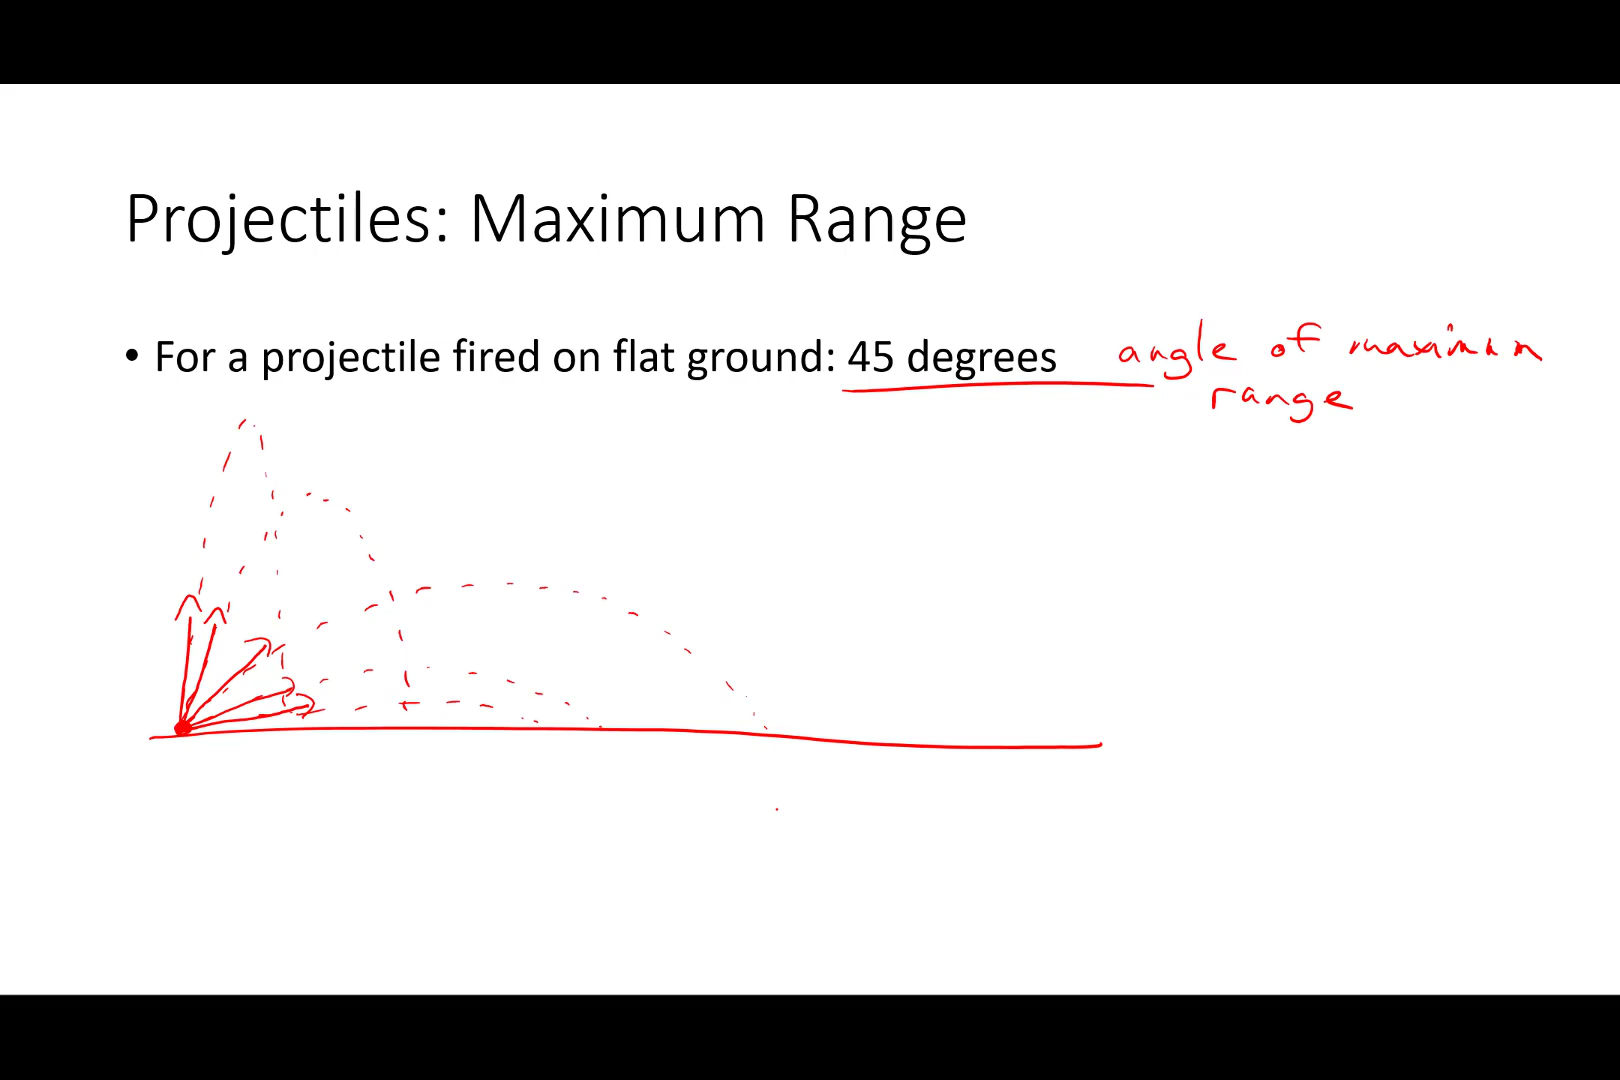 Projectiles: Maximum Range
• For a projectile fired on flat ground: 45 degrees angle of maximum
range